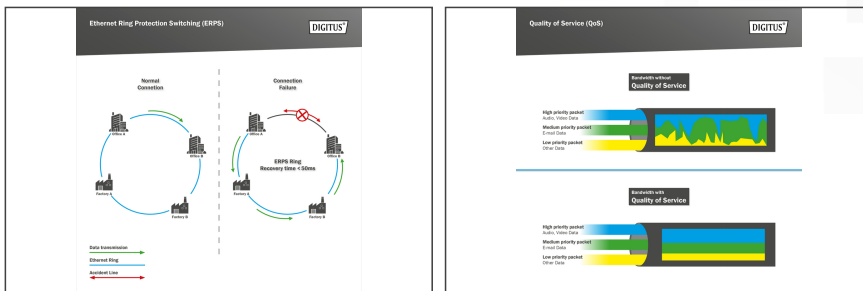 Ethernet Ring Protection Switching (ERPS)
DIGITUS®
Normal
Connetion
Connection
Failure
Office A
Office B
Factory A
Factory B
Office A
Office B
ERPS Ring
Recovery time <50ms
Factory A
Factory B
Data transmission
Ethernet Ring
Accident Line
Quality of Service (QoS)
DIGITUS®
Bandwidth without
Quality of Service
High priority packet
Audio, Video Data
Medium priority packet
E.mail Data
Low priority packet
Other Data
Bandwidth with
Quality of Service
High priority packet
Audio, Video Data
Medium priority packet
E.mail Data
Low priority packet
Other Data